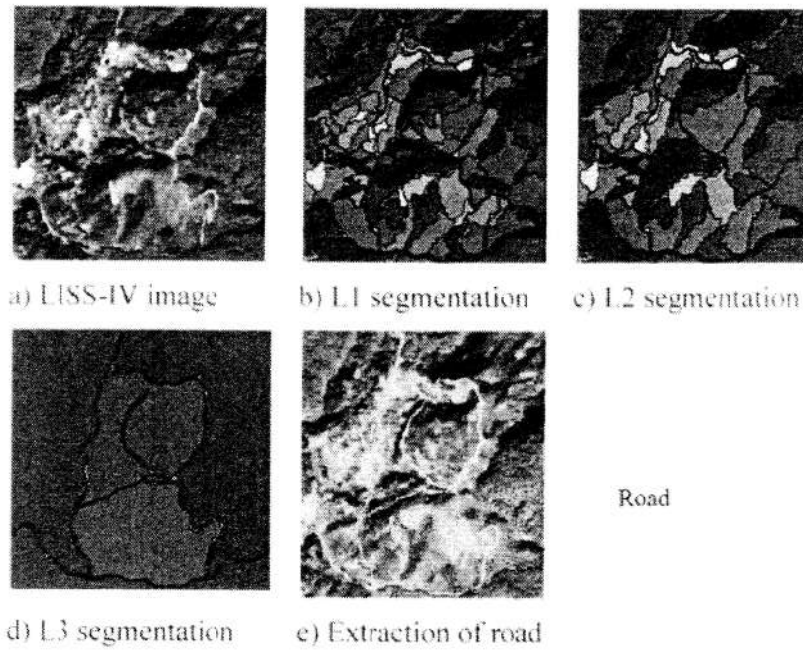 a) LISS-IV image
b) L1 segmentation
c) L2 segmentation
d) L3 segmentation
e) Extraction of road
Road